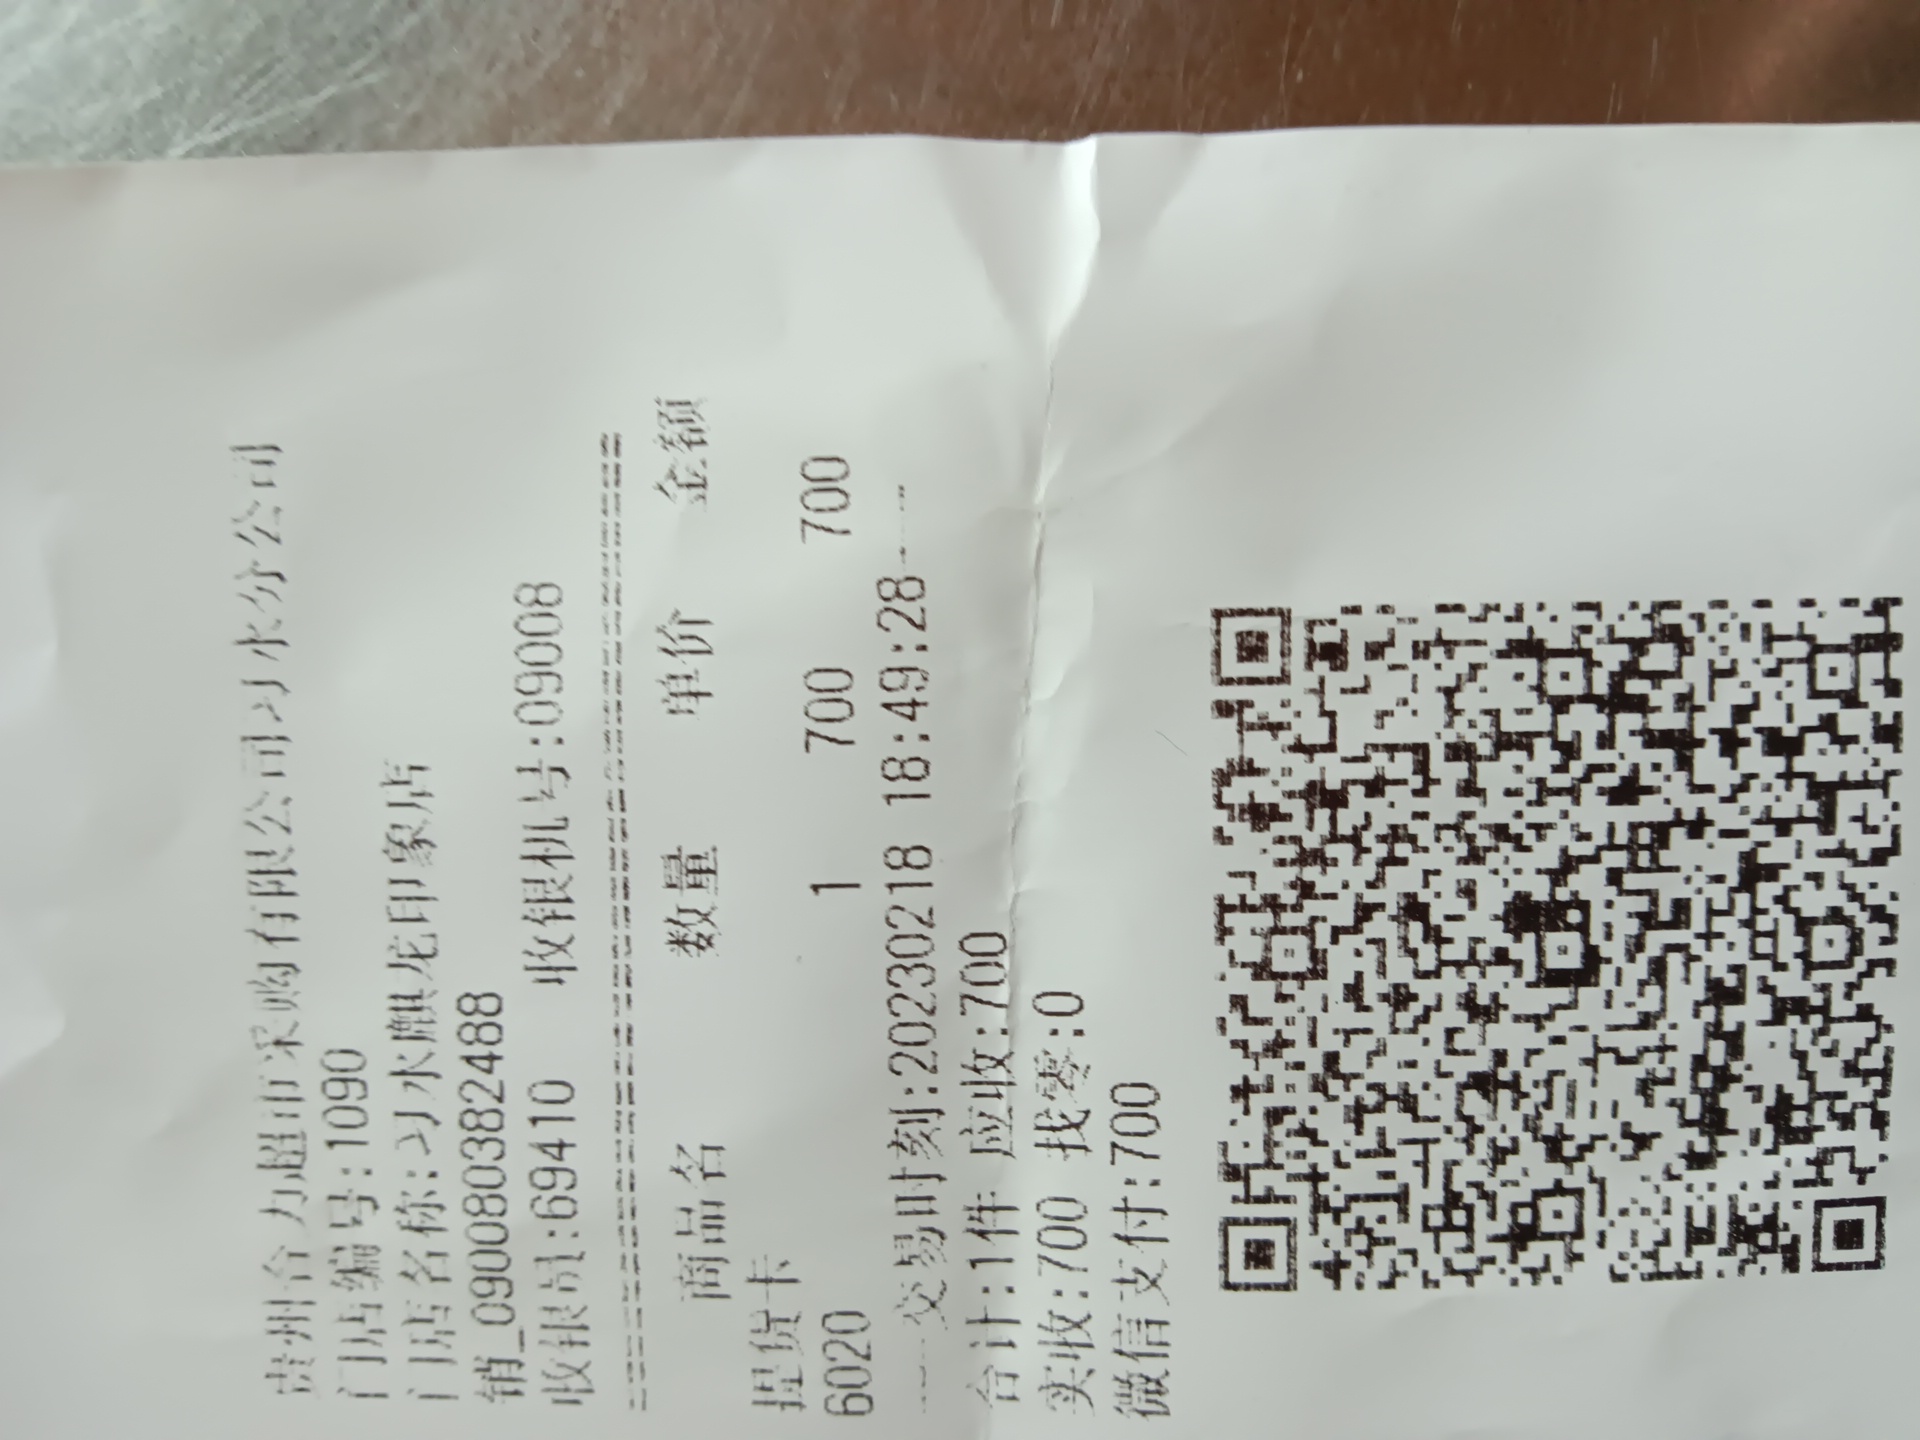 贵州合力超市采购有限公司习水分公司
门店编号:1090
门店名称:习水麒龙印象店
销_09008038​2488
收银员:69410 收银机号:09008
商品名 数量 单价 金额
提货卡
6020 1 700 700
交易时刻:20230218 18:49:28
合计:1件 应收:700
实收:700 找零:0
微信支付:700